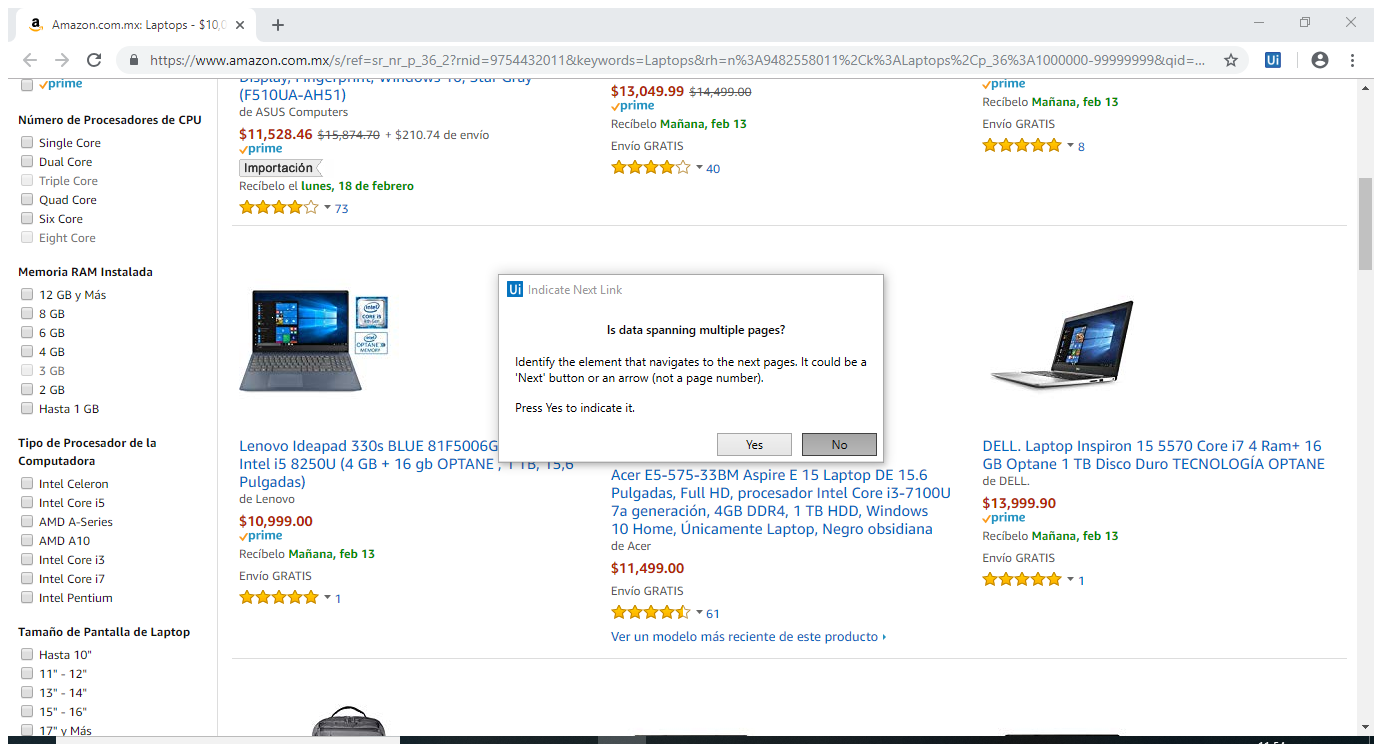 Amazon.com.mx: Laptops - $10,0
https://www.amazon.com.mx/s/ref=sr_nr_p_36_2?rnid=9754432011&keywords=Laptops&rh=n%3A9482558011%2Ck%3ALaptops%2Cp_36%3A1000000-99999999&qid=...
Ui
prime
Número de Procesadores de CPU
Single Core
Dual Core
Triple Core
Quad Core
Six Core
Eight Core
Memoria RAM Instalada
12 GB y Más
8 GB
6 GB
4 GB
3 GB
2 GB
Hasta 1 GB
Tipo de Procesador de la
Computadora
Intel Celeron
Intel Core i5
AMD A-Series
AMD A10
Intel Core i3
Intel Core i7
Intel Pentium
Tamaño de Pantalla de Laptop
Hasta 10"
11" - 12"
13" - 14"
15" - 16"
17" y Más
Display, Fingerprint, Windows 10, Star Gray
(F510UA-AH51)
de ASUS Computers
$11,528.46 $15,874.70 + $210.74 de envío
prime
Importación
Recíbelo el lunes, 18 de febrero
73
$13,049.99 $14,499.00
prime
Recíbelo Mañana, feb 13
Envío GRATIS
40
prime
Recíbelo Mañana, feb 13
Envío GRATIS
8
Ui Indicate Next Link
Is data spanning multiple pages?
Identify the element that navigates to the next pages. It could be a
'Next' button or an arrow (not a page number).
Press Yes to indicate it.
Yes No
intel
CORE i5
8th Gen
intel
OPTANE
MEMORY
Lenovo Ideapad 330s BLUE 81F5006G
Intel i5 8250U (4 GB + 16 gb OPTANE , 1 TB, 15,6
Pulgadas)
de Lenovo
$10,999.00
prime
Recíbelo Mañana, feb 13
Envío GRATIS
1
Acer E5-575-33BM Aspire E 15 Laptop DE 15.6
Pulgadas, Full HD, procesador Intel Core i3-7100U
7a generación, 4GB DDR4, 1 TB HDD, Windows
10 Home, Únicamente Laptop, Negro obsidiana
de Acer
$11,499.00
Envío GRATIS
61
Ver un modelo más reciente de este producto
DELL. Laptop Inspiron 15 5570 Core i7 4 Ram+ 16
GB Optane 1 TB Disco Duro TECNOLOGÍA OPTANE
de DELL.
$13,999.90
prime
Recíbelo Mañana, feb 13
Envío GRATIS
1